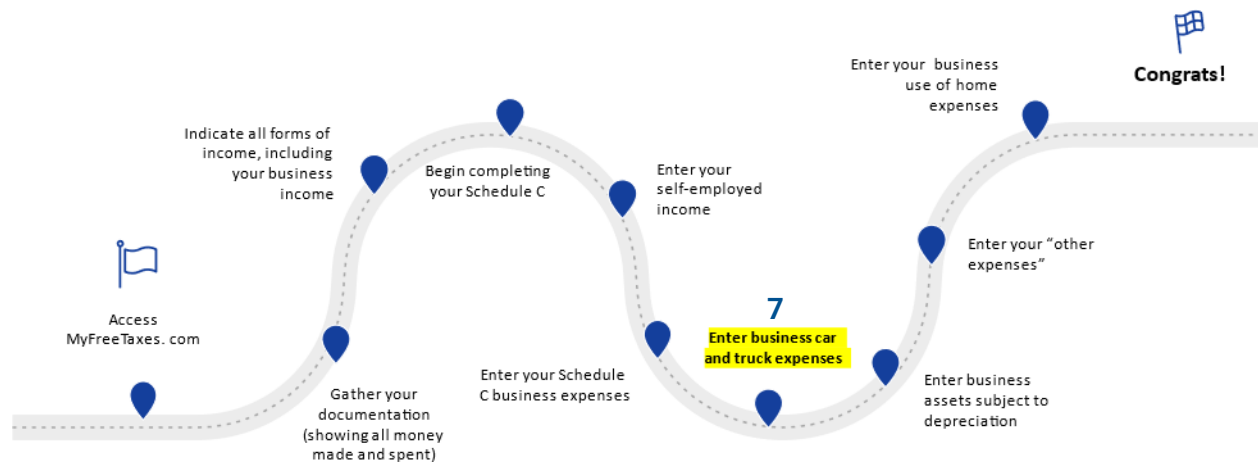 Access
MyFreeTaxes. com
Gather your
documentation
(showing all money
made and spent)
Indicate all forms of
income, including
your business
income
Begin completing
your Schedule C
Enter your
self-employed
income
Enter your Schedule
C business expenses
7
Enter business car
and truck expenses
Enter business
assets subject to
depreciation
Enter your “other
expenses”
Enter your business
use of home
expenses
Congrats!